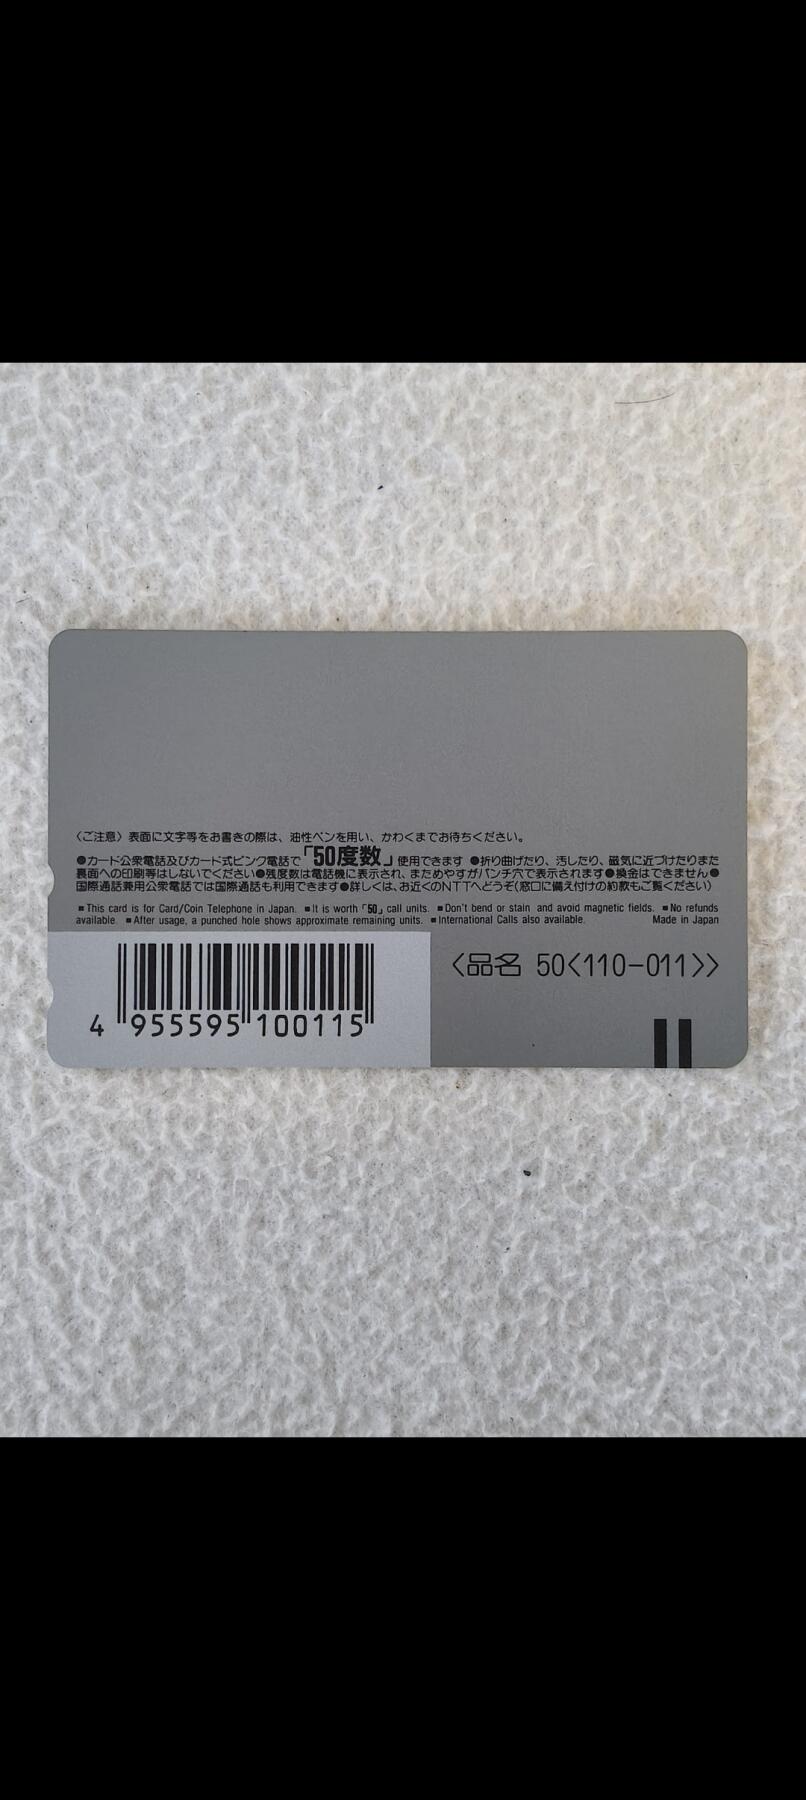 〈ご注意〉表面に文字等をお書きの際は、油性ペンを用い、かわくまでお待ちください。
●カード公衆電話及びカード式ピンク電話で「50度数」使用できます ●折り曲げたり、汚したり、磁気に近づけたりまた
裏面への印刷等はしないでください●残度数は電話機に表示され、まためやすがパンチ穴で表示されます●換金はできません●
国際通話兼用公衆電話では国際通話も利用できます●詳しくは、お近くのNTTへどうぞ(窓口に備え付けの約款もご覧ください)
■This card is for Card/Coin Telephone in Japan. ■It is worth「50」call units. ■Don't bend or stain and avoid magnetic fields. ■No refunds
available. ■After usage, a punched hole shows approximate remaining units. ■International Calls also available. Made in Japan
〈品名 50〈110-011〉〉
4 955595 100115